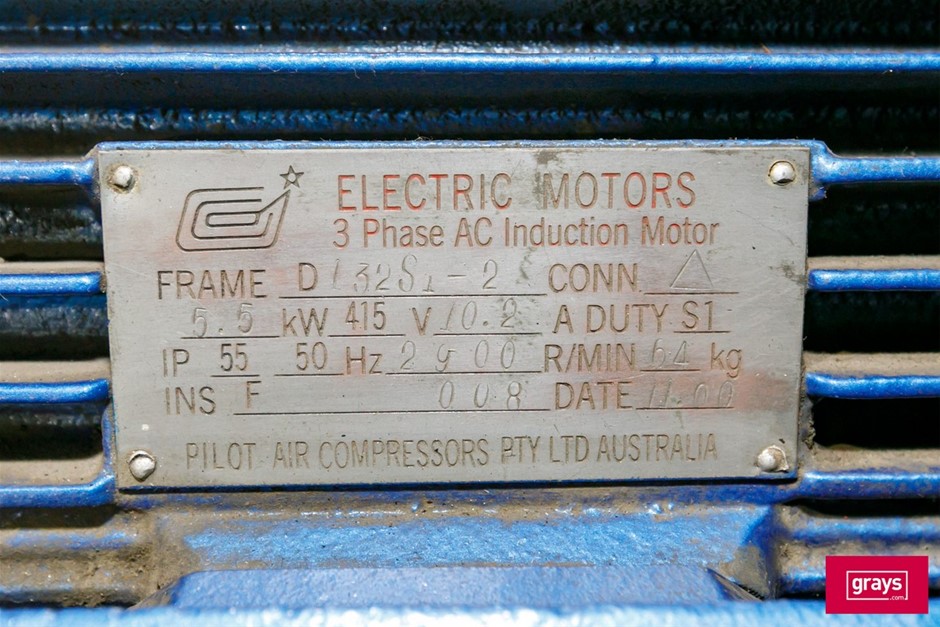 ELECTRIC MOTORS
3 Phase AC Induction Motor
FRAME D132S1-2 CONN. △
5.5 kW 415 V 10.2 A DUTY S1
IP 55 50 Hz 2900 R/MIN 64 kg
INS F 008 DATE 11.00
PILOT AIR COMPRESSORS PTY LTD AUSTRALIA
grays
.com